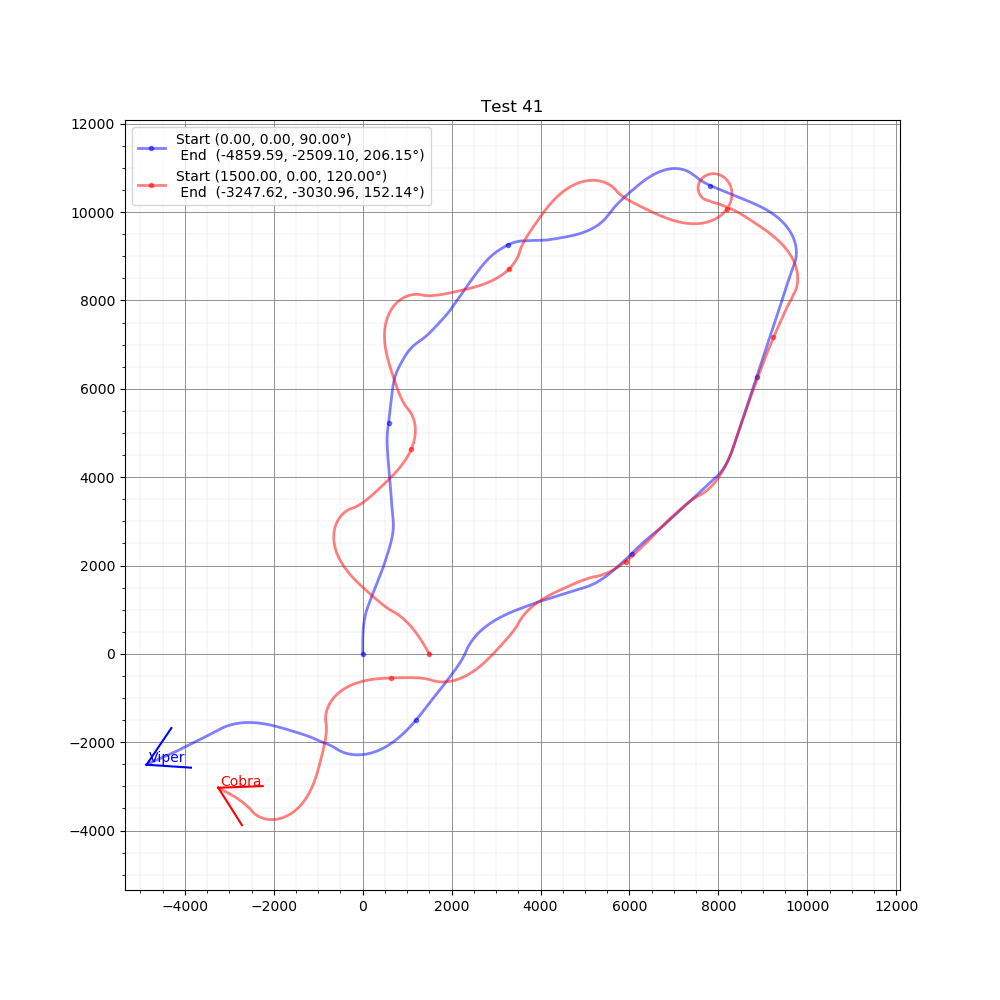 Test 41
Start (0.00, 0.00, 90.00°)
End (-4859.59, -2509.10, 206.15°)
Start (1500.00, 0.00, 120.00°)
End (-3247.62, -3030.96, 152.14°)
12000
10000
8000
6000
4000
2000
0
−2000
−4000
Viper
Cobra
−4000 −2000 0 2000 4000 6000 8000 10000 12000